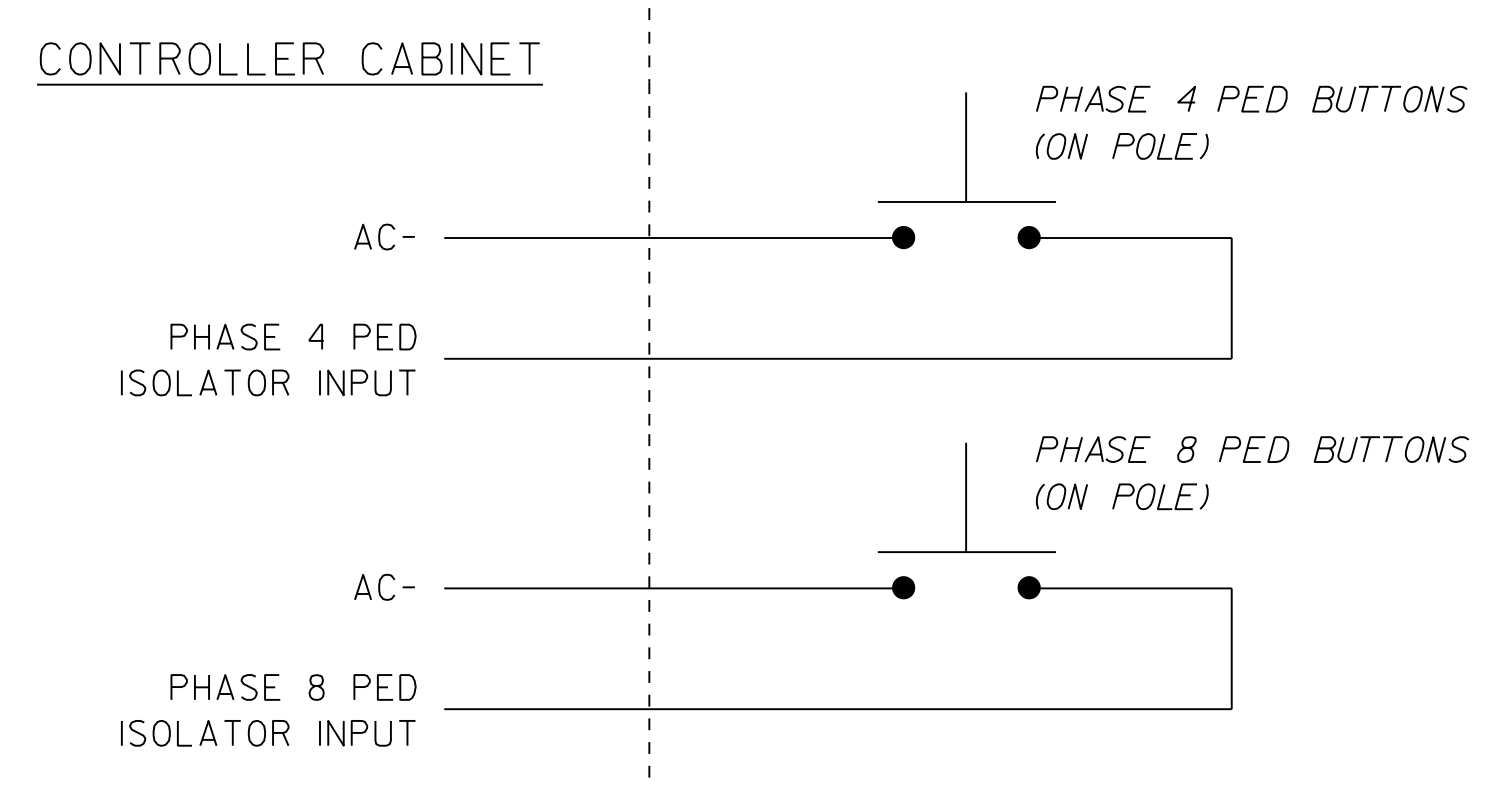 CONTROLLER CABINET
PHASE 4 PED BUTTONS
(ON POLE)
AC-
PHASE 4 PED
ISOLATOR INPUT
PHASE 8 PED BUTTONS
(ON POLE)
AC-
PHASE 8 PED
ISOLATOR INPUT